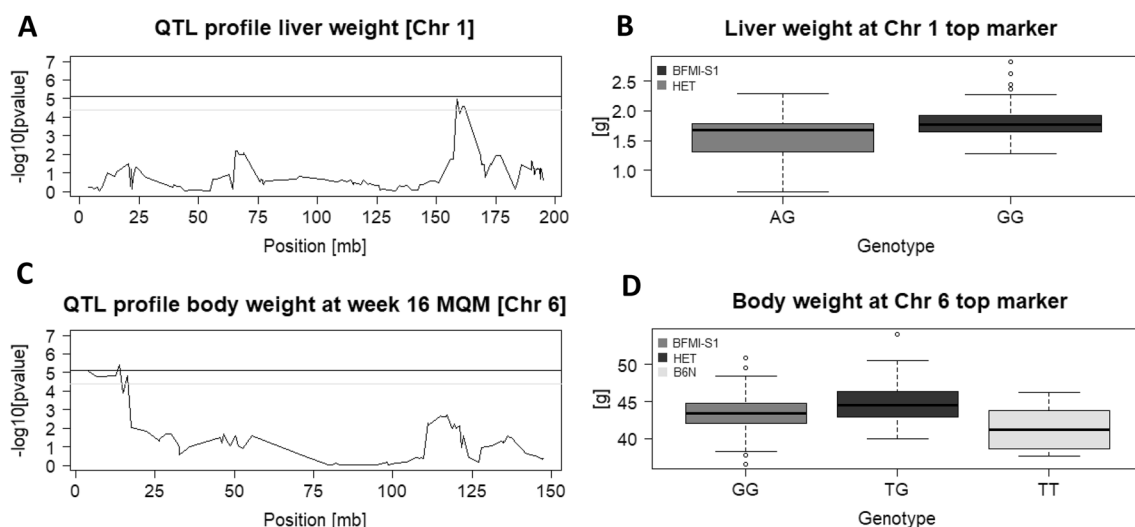 A
QTL profile liver weight [Chr 1]
-log10[pvalue]
7
6
5
4
3
2
1
0
0 25 50 75 100 125 150 175 200
Position [mb]
B
Liver weight at Chr 1 top marker
BFMI-S1
HET
[g]
2.5
2.0
1.5
1.0
AG GG
Genotype
C
QTL profile body weight at week 16 MQM [Chr 6]
-log10[pvalue]
7
6
5
4
3
2
1
0
0 25 50 75 100 125 150
Position [mb]
D
Body weight at Chr 6 top marker
BFMI-S1
HET
B6N
[g]
50
45
40
GG TG TT
Genotype